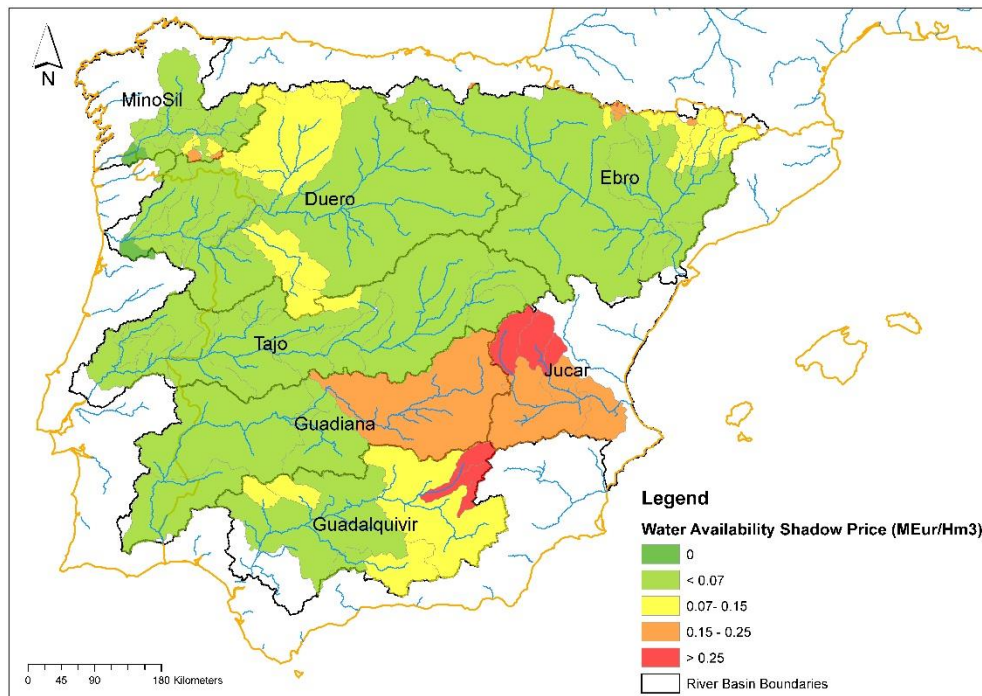 N
MinoSil
Duero
Ebro
Tajo
Jucar
Guadiana
Guadalquivir
Legend
Water Availability Shadow Price (MEur/Hm3)
0
< 0.07
0.07- 0.15
0.15 - 0.25
> 0.25
River Basin Boundaries
0 45 90 180 Kilometers